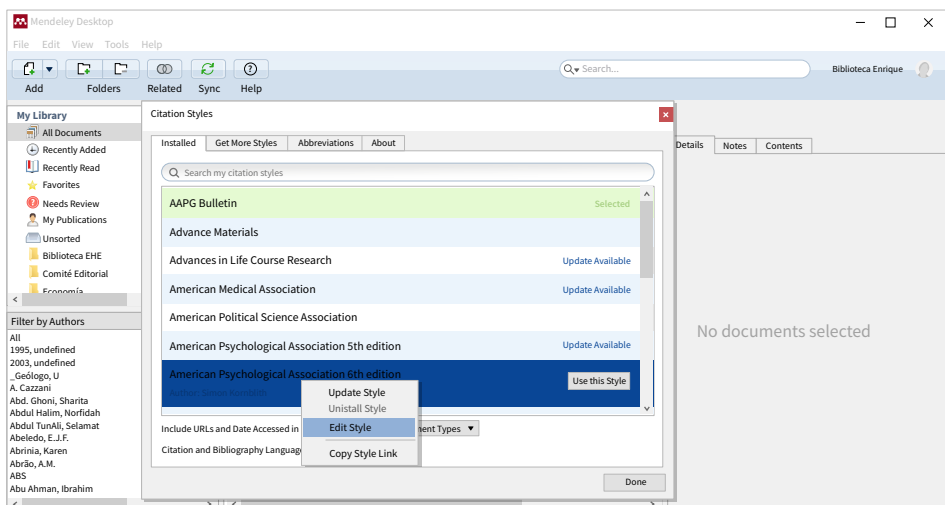 Mendeley Desktop
File Edit View Tools Help
Search...
Biblioteca Enrique
Add Folders Related Sync Help
My Library
All Documents
Recently Added
Recently Read
Favorites
Needs Review
My Publications
Unsorted
Biblioteca EHE
Comité Editorial
Economía
Filter by Authors
All
1995, undefined
2003, undefined
_Geólogo, U
A. Cazzani
Abd. Ghoni, Sharita
Abdul Halim, Norfidah
Abdul TunAli, Selamat
Abeledo, E.J.F.
Abrinia, Karen
Abrão, A.M.
ABS
Abu Ahman, Ibrahim
Citation Styles
Installed Get More Styles Abbreviations About
Search my citation styles
AAPG Bulletin Selected
Advance Materials
Advances in Life Course Research Update Available
American Medical Association Update Available
American Political Science Association
American Psychological Association 5th edition Update Available
American Psychological Association 6th edition
Use this Style
Author: Simon Kornblith
Update Style
Unistall Style
Edit Style
Copy Style Link
Include URLs and Date Accessed in ent Types
Citation and Bibliography Language
Done
Details Notes Contents
No documents selected